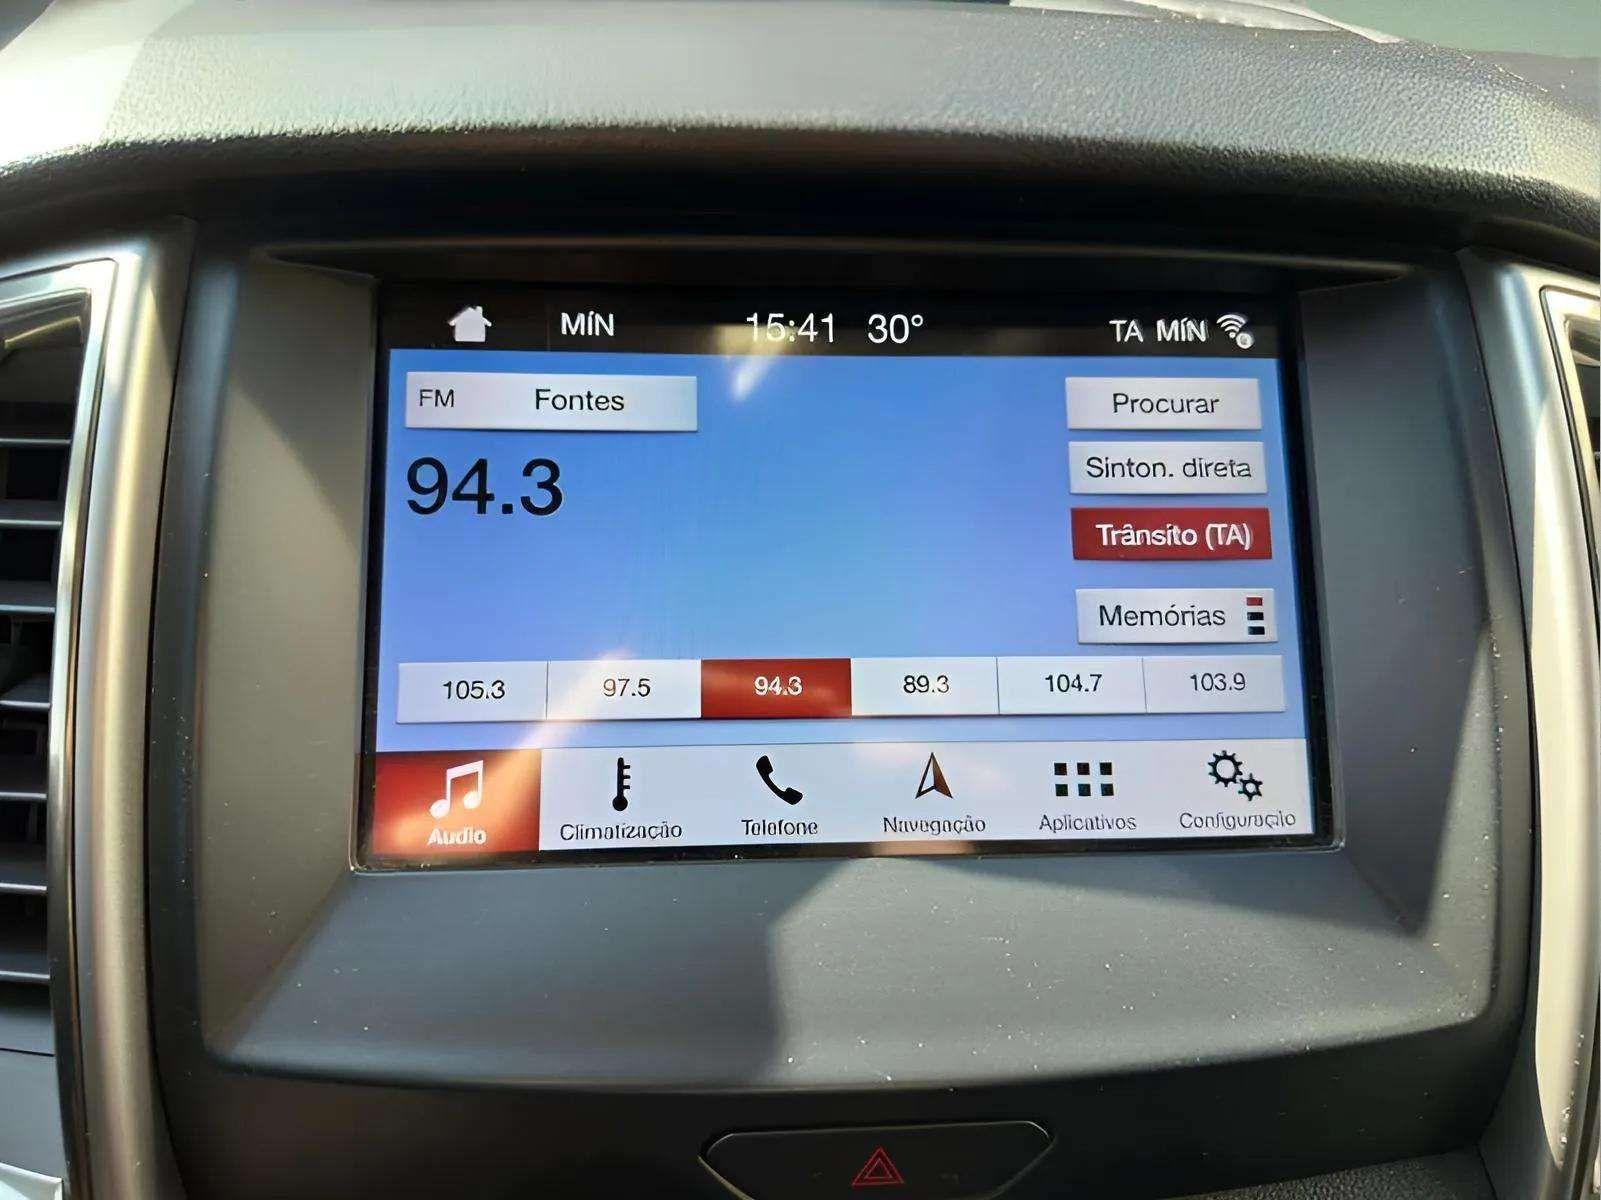 MÍN 15:41 30° TA MÍN
FM Fontes
Procurar
94.3
Sinton. direta
Trânsito (TA)
Memórias
105.3 97.5 94.3 89.3 104.7 103.9
Audio Climatização Telefone Navegação Aplicativos Configuração